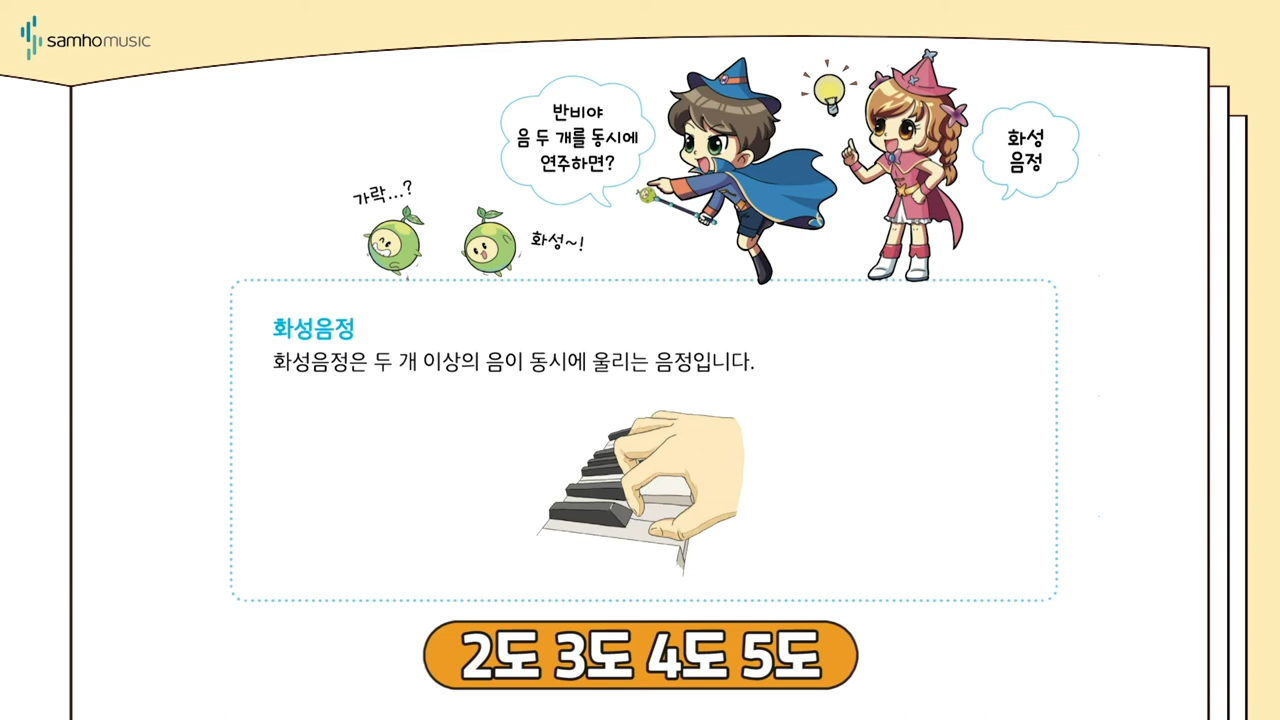 samhomusic
반비야
음 두 개를 동시에
연주하면?
화성
음정
가락...?
화성~!
화성음정
화성음정은 두 개 이상의 음이 동시에 울리는 음정입니다.
2도 3도 4도 5도